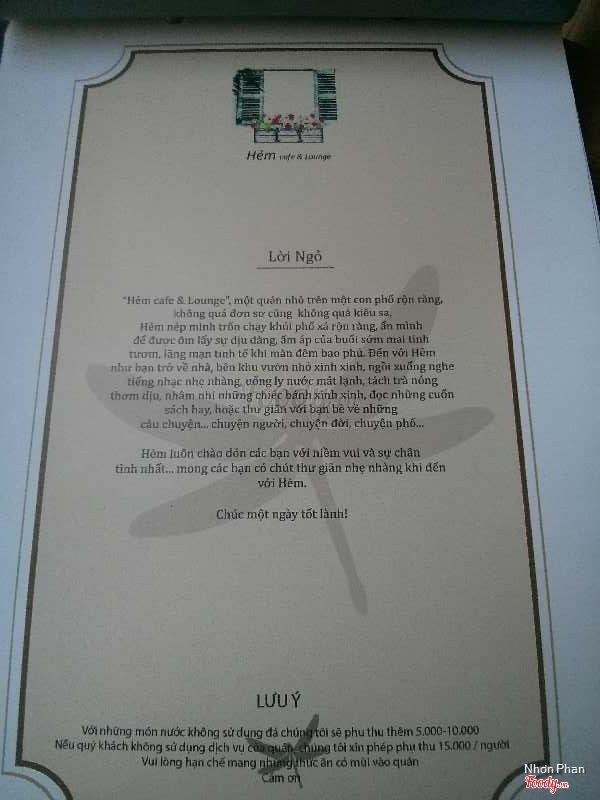 Hẻm cafe & Lounge
Lời Ngỏ
"Hẻm cafe & Lounge", một quán nhỏ trên một con phố rộn ràng,
không quá đơn sơ cũng không quá kiêu sa,
Hẻm nép mình trốn chạy khỏi phố xá rộn ràng, ẩn mình
để được ôm lấy sự dịu dàng, ấm áp của buổi sớm mai tinh
tươm, lãng mạn tinh tế khi màn đêm bao phủ. Đến với Hẻm
như bạn trở về nhà, bên khu vườn nhỏ xinh xinh, ngồi xuống nghe
tiếng nhạc nhẹ nhàng, uống ly nước mát lạnh, tách trà nóng
thơm dịu, nhâm nhi những chiếc bánh xinh xinh, đọc những cuốn
sách hay, hoặc thư giãn với bạn bè về những
câu chuyện... chuyện người, chuyện đời, chuyện phố...
Hẻm luôn chào đón các bạn với niềm vui và sự chân
tình nhất... mong các bạn có chút thư giãn nhẹ nhàng khi đến
với Hẻm.
Chúc một ngày tốt lành!
LƯU Ý
Với những món nước không sử dụng đá chúng tôi sẽ phụ thu thêm 5.000-10.000
Nếu quý khách không sử dụng dịch vụ của quán, chúng tôi xin phép phụ thu 15.000 / người
Vui lòng hạn chế mang những thức ăn có mùi vào quán
Cảm ơn
Nhơn Phan
Foody.vn